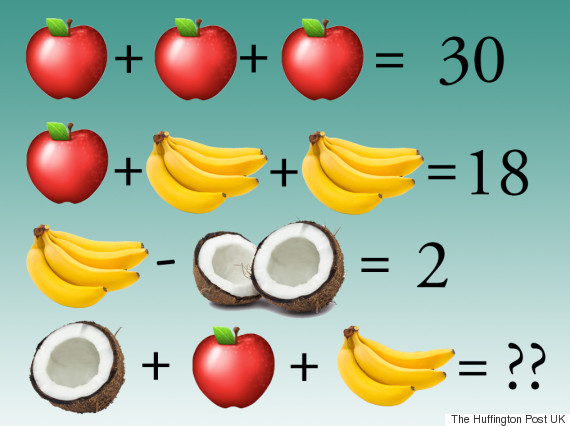 + + = 30
+ + = 18
- = 2
+ + = ??
The Huffington Post UK